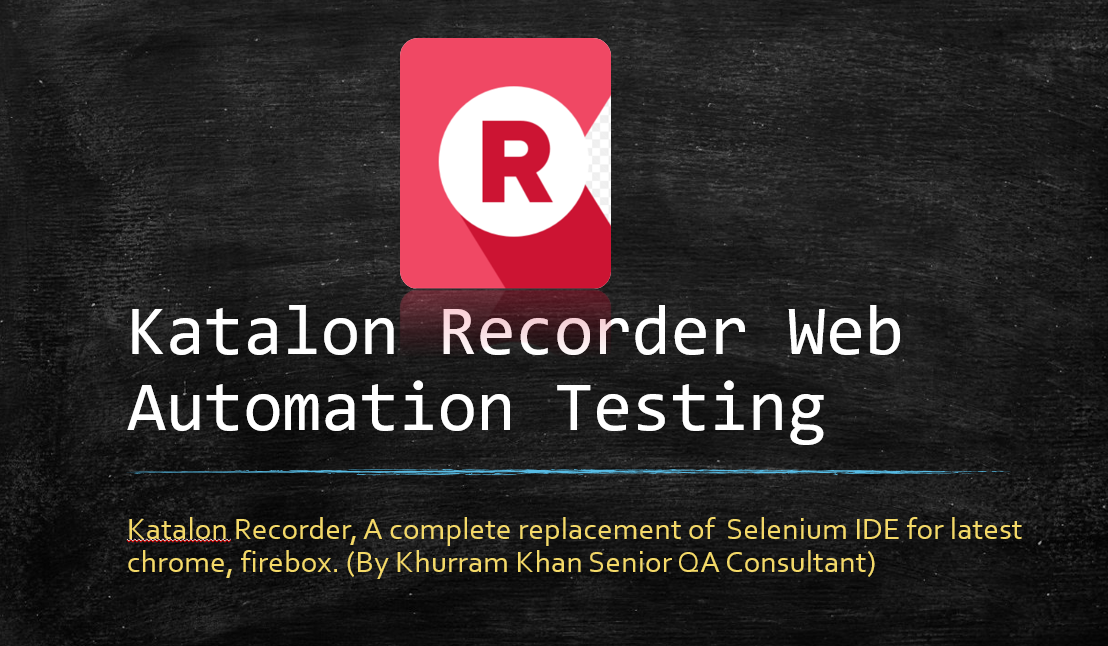 R
Katalon Recorder Web
Automation Testing
Katalon Recorder, A complete replacement of  Selenium IDE for latest
chrome, firebox. (By Khurram Khan Senior QA Consultant)